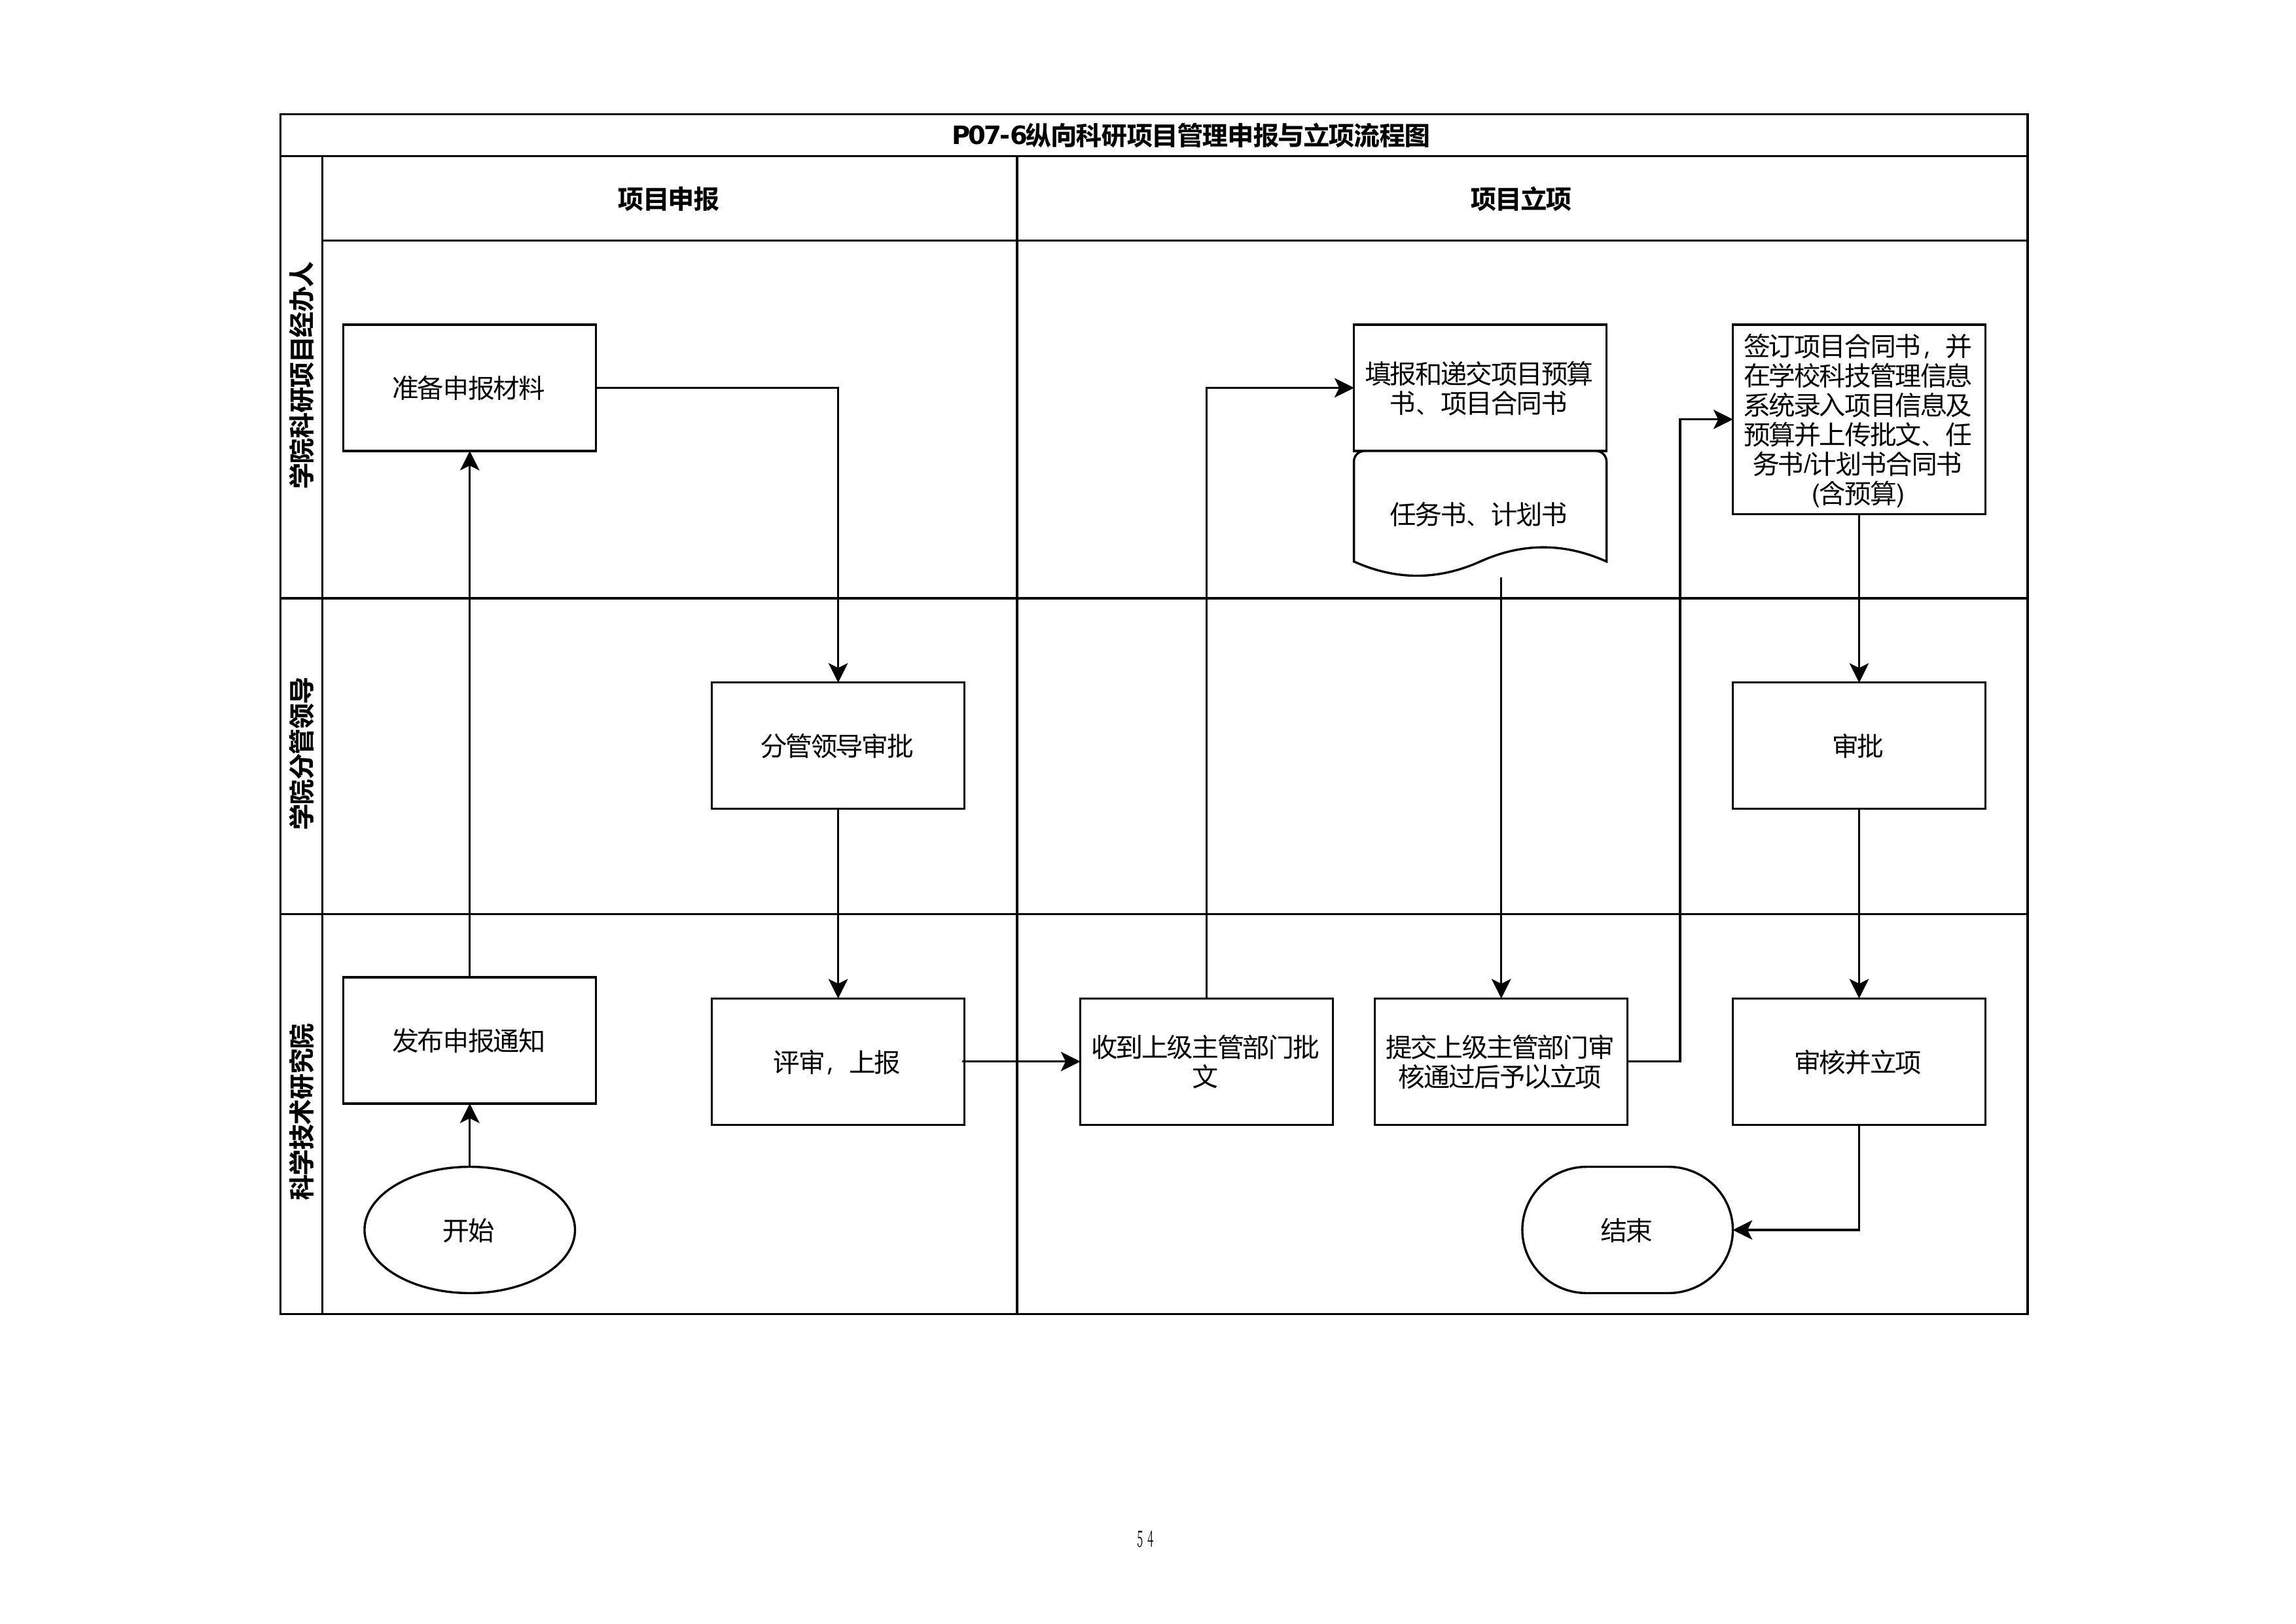 P07-6纵向科研项目管理申报与立项流程图
项目申报
项目立项
学院科研项目经办人
准备申报材料
填报和递交项目预算
书、项目合同书
任务书、计划书
签订项目合同书，并
在学校科技管理信息
系统录入项目信息及
预算并上传批文、任
务书/计划书合同书
(含预算)
学院分管领导
分管领导审批
审批
科学技术研究院
发布申报通知
评审，上报
收到上级主管部门批
文
提交上级主管部门审
核通过后予以立项
审核并立项
开始
结束
54